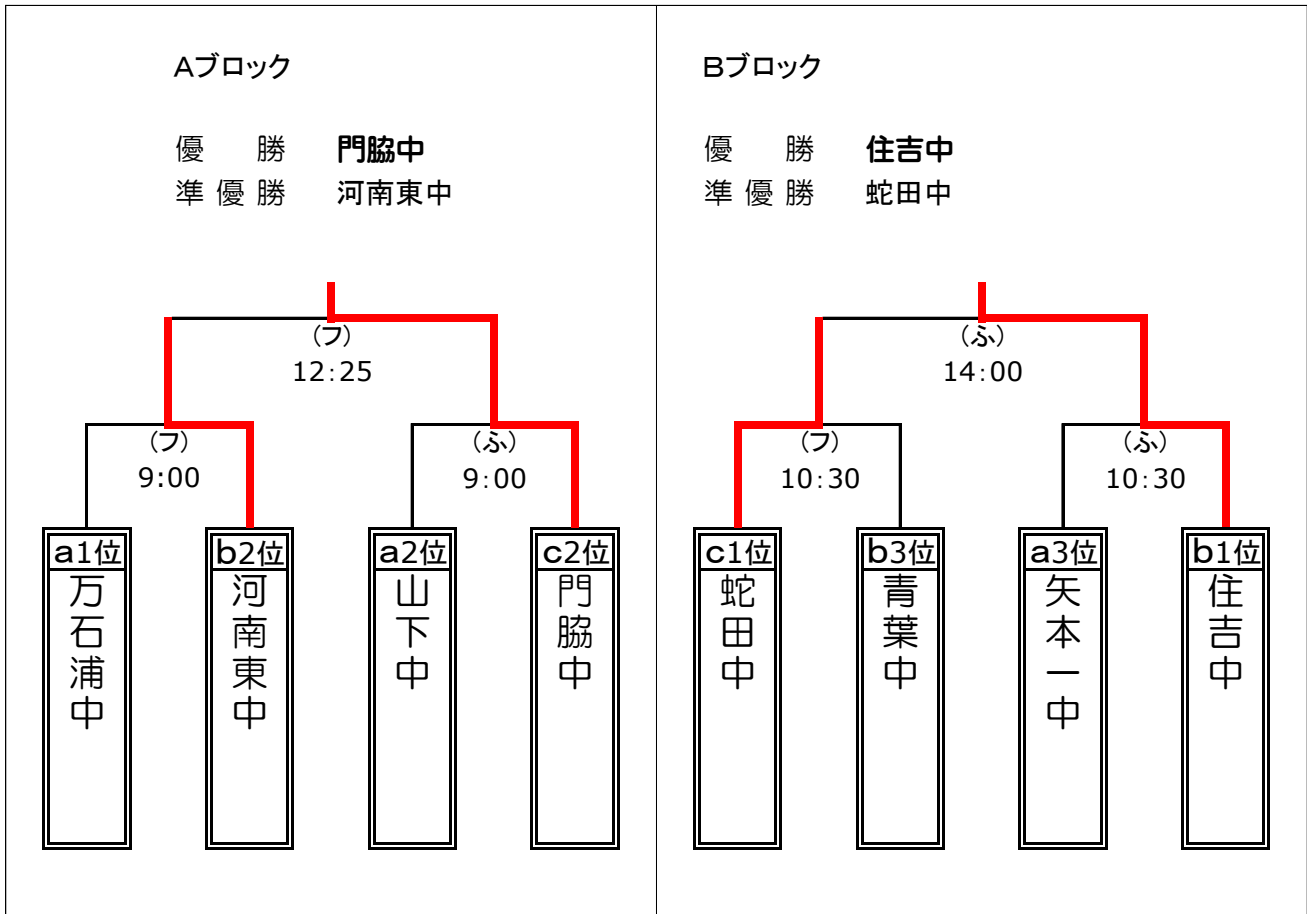 Aブロック
優勝 門脇中
準優勝 河南東中
(フ)
12:25
(フ)
9:00
(ふ)
9:00
a1位
万石浦中
b2位
河南東中
a2位
山下中
c2位
門脇中
Bブロック
優勝 住吉中
準優勝 蛇田中
(ふ)
14:00
(フ)
10:30
(ふ)
10:30
c1位
蛇田中
b3位
青葉中
a3位
矢本一中
b1位
住吉中